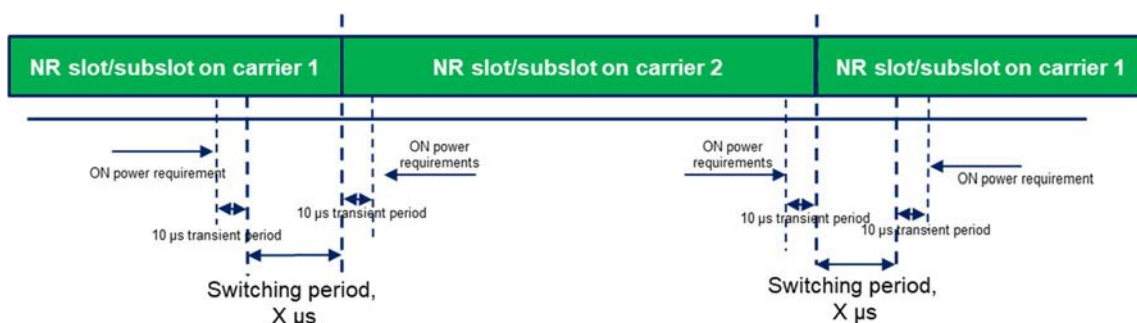 NR slot/subslot on carrier 1
NR slot/subslot on carrier 2
NR slot/subslot on carrier 1
ON power requirement
10 µs transient period
ON power
requirements
10 µs transient period
Switching period,
X µs
ON power
requirements
10 µs transient period
ON power requirement
10 µs transient period
Switching period,
X µs